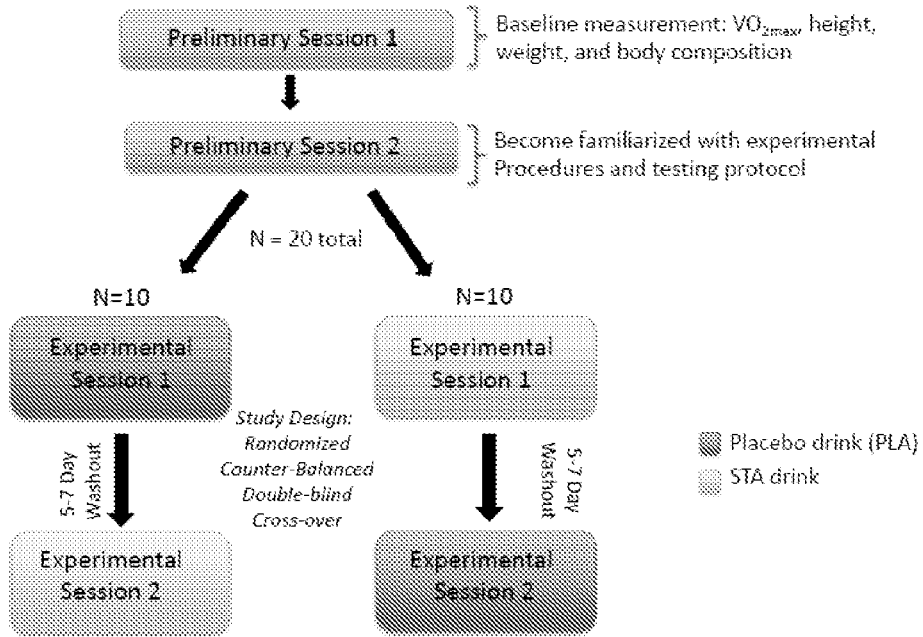 Preliminary Session 1
Baseline measurement: VO2max, height,
weight, and body composition
Preliminary Session 2
Become familiarized with experimental
Procedures and testing protocol
N = 20 total
N=10
Experimental
Session 1
N=10
Experimental
Session 1
5-7 Day
Washout
Study Design:
Randomized
Counter-Balanced
Double-blind
Cross-over
5-7 Day
Washout
Placebo drink (PLA)
STA drink
Experimental
Session 2
Experimental
Session 2